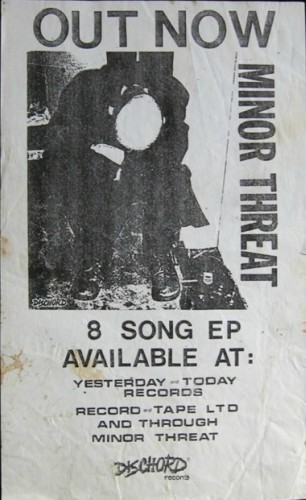 OUT NOW
MINOR THREAT
DISCHORD
8 SONG EP
AVAILABLE AT:
YESTERDAY and TODAY
RECORDS
RECORD and TAPE LTD
AND THROUGH
MINOR THREAT
DISCHORD
records